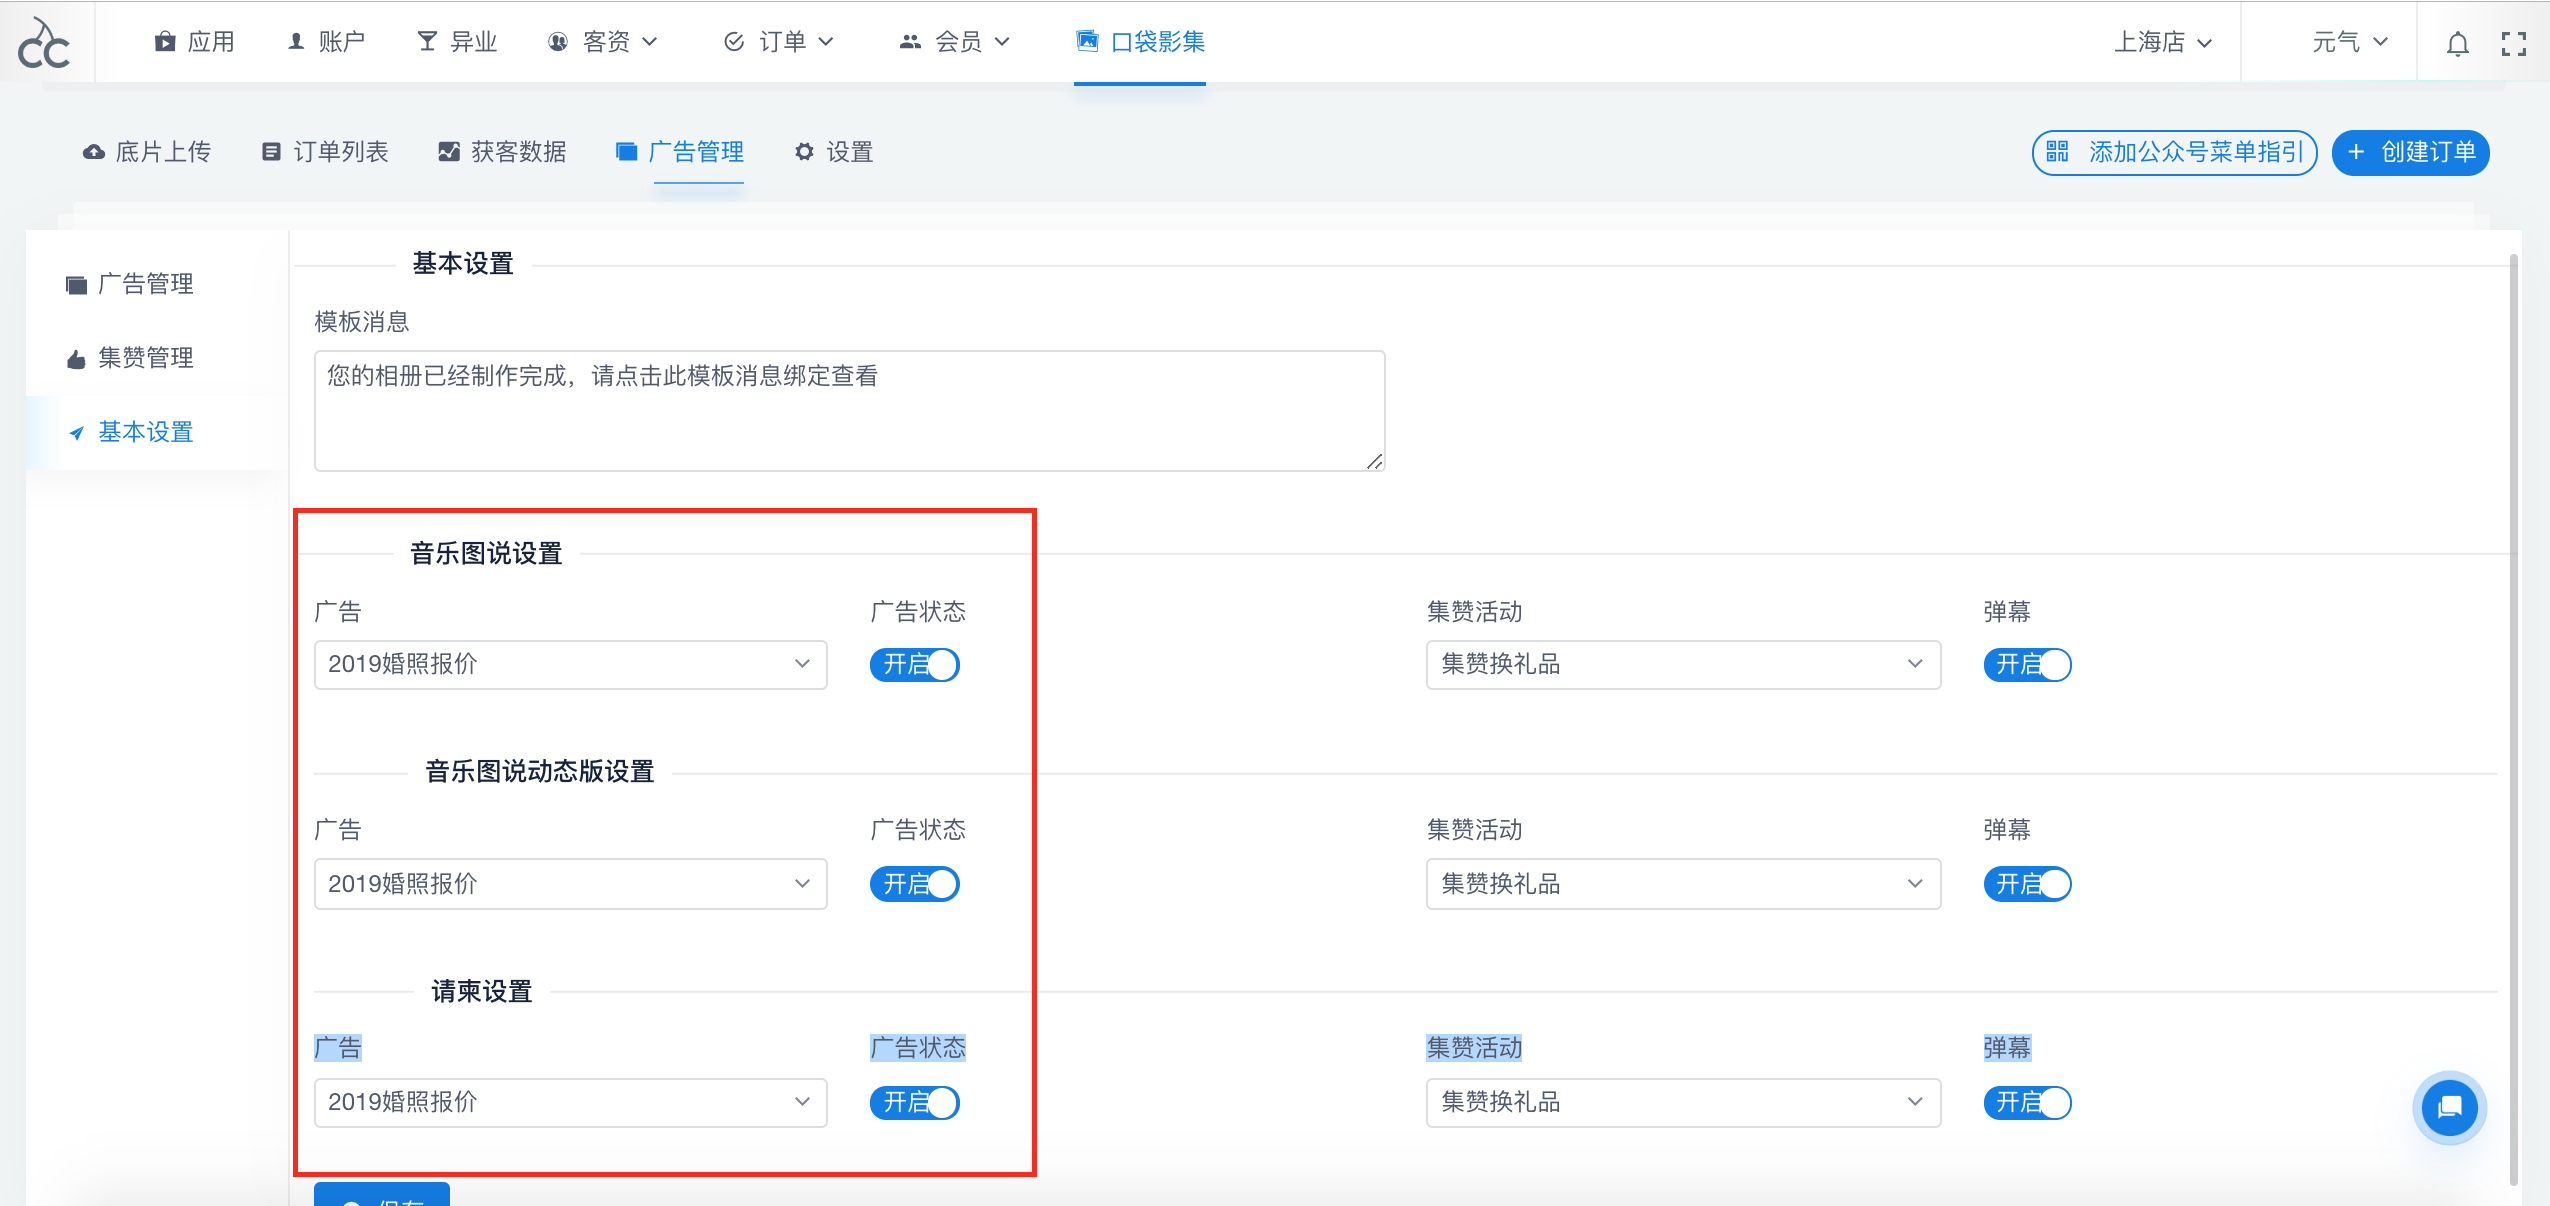 CC 应用 账户 异业 客资 订单 会员 口袋影集 上海店 元气
底片上传 订单列表 获客数据 广告管理 设置 添加公众号菜单指引 + 创建订单
广告管理
集赞管理
基本设置
基本设置
模板消息
您的相册已经制作完成，请点击此模板消息绑定查看
音乐图说设置
广告 广告状态 集赞活动 弹幕
2019婚照报价 开启 集赞换礼品 开启
音乐图说动态版设置
广告 广告状态 集赞活动 弹幕
2019婚照报价 开启 集赞换礼品 开启
请柬设置
广告 广告状态 集赞活动 弹幕
2019婚照报价 开启 集赞换礼品 开启